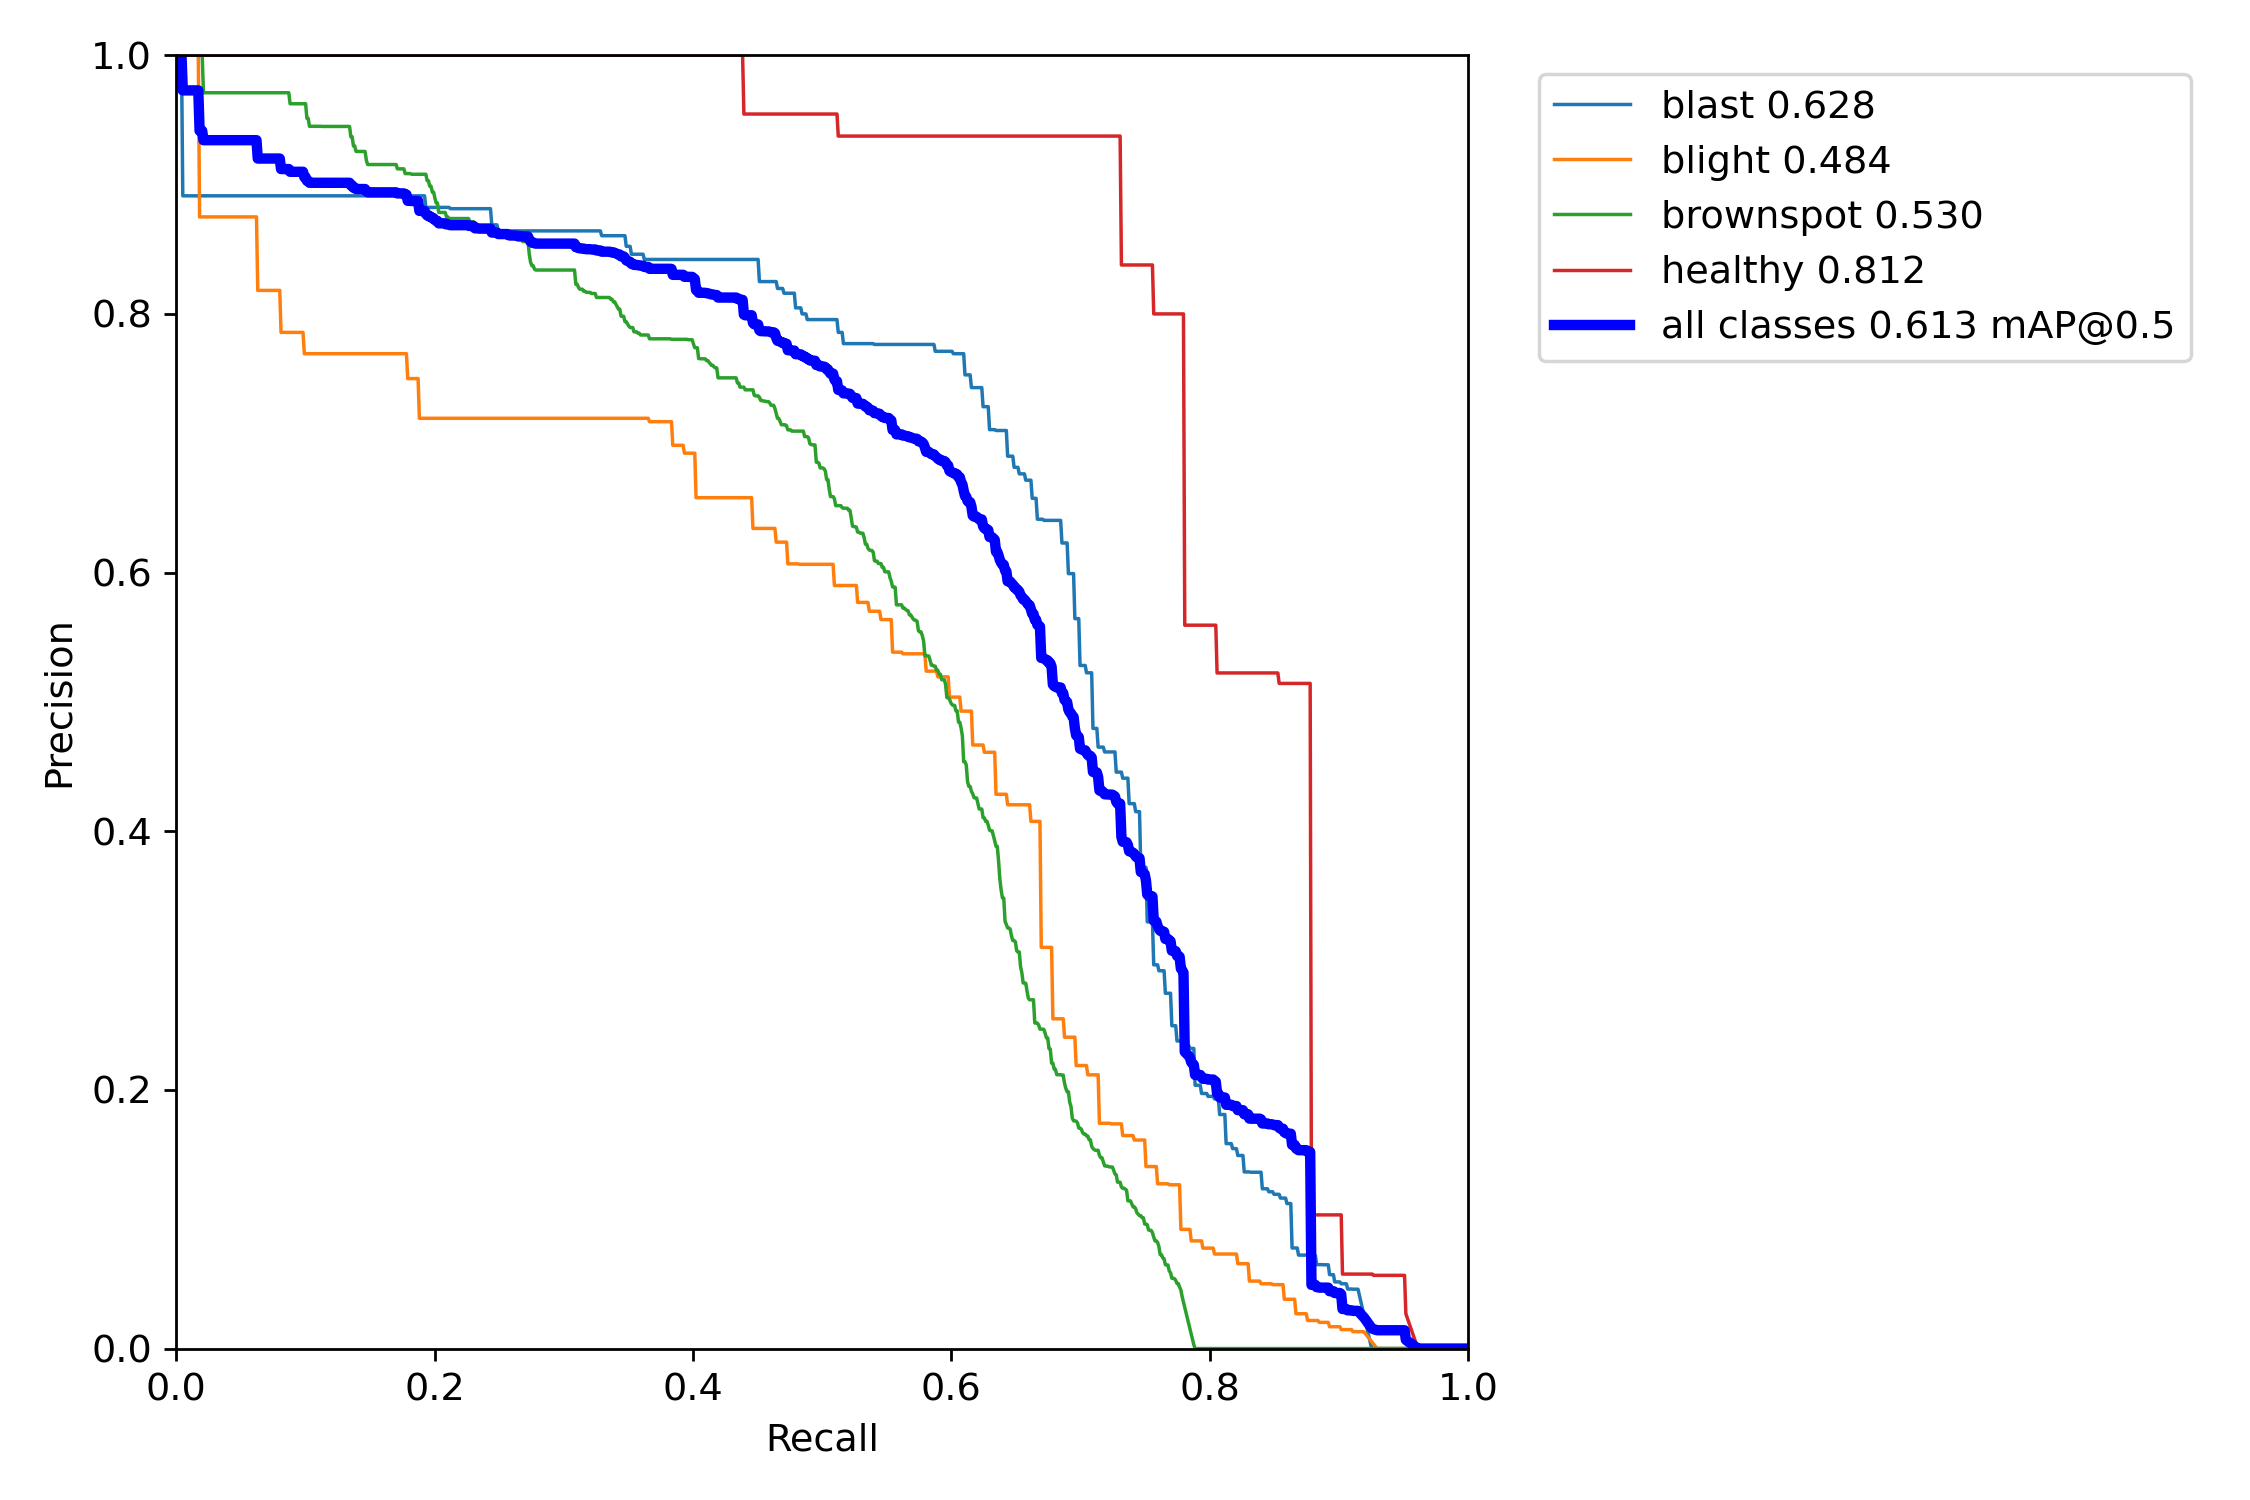 1.0
0.8
0.6
0.4
0.2
0.0
Precision
0.0 0.2 0.4 0.6 0.8 1.0
Recall
blast 0.628
blight 0.484
brownspot 0.530
healthy 0.812
all classes 0.613 mAP@0.5